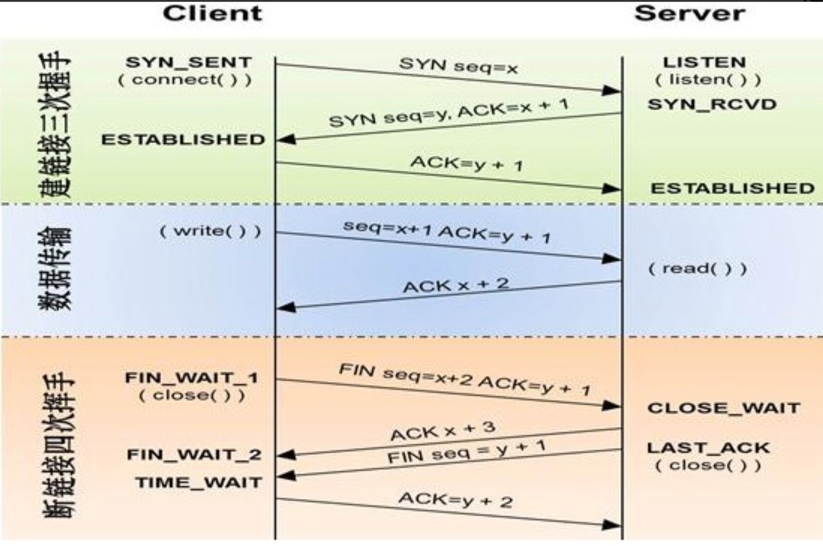 Client
Server
建链接三次握手
SYN_SENT
( connect( ) )
SYN seq=x
LISTEN
( listen( ) )
SYN_RCVD
SYN seq=y, ACK=x + 1
ESTABLISHED
ACK=y + 1
ESTABLISHED
数据传输
( write( ) )
seq=x+1 ACK=y + 1
( read( ) )
ACK x + 2
断链接四次挥手
FIN_WAIT_1
( close( ) )
FIN seq=x+2 ACK=y + 1
CLOSE_WAIT
ACK x + 3
FIN_WAIT_2
FIN seq = y + 1
LAST_ACK
( close( ) )
TIME_WAIT
ACK=y + 2